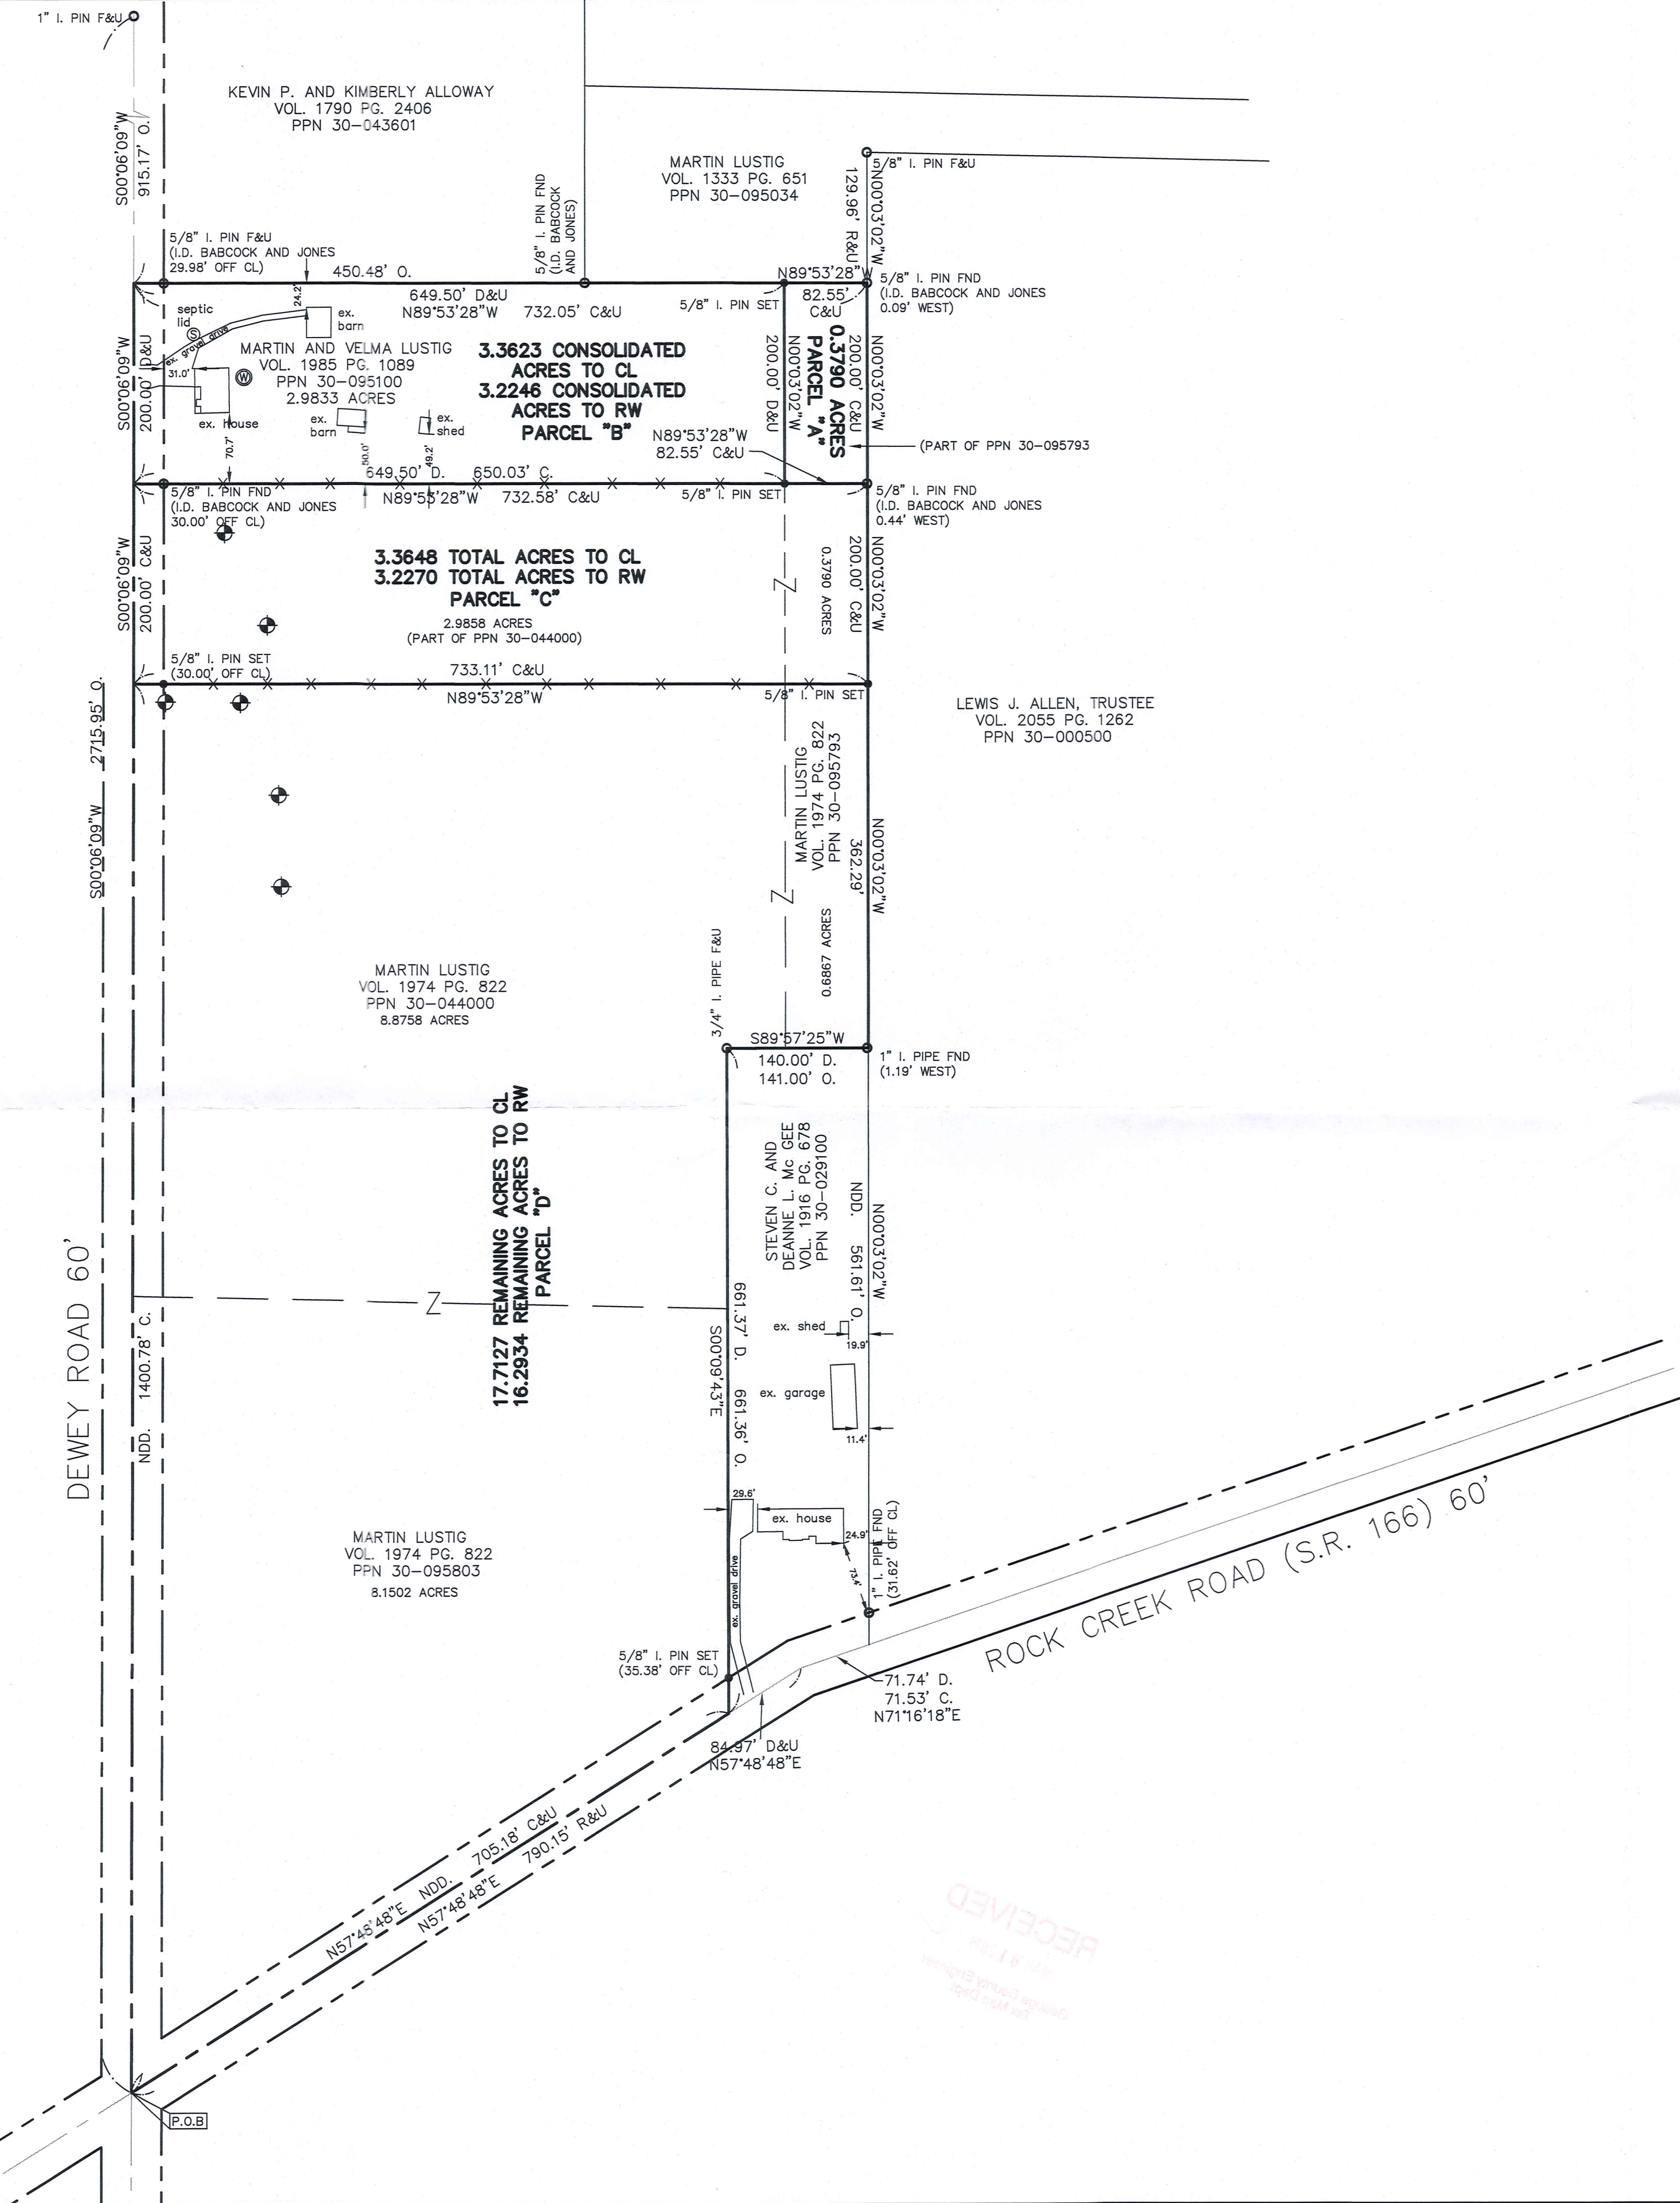 1" I. PIN F&U
S00°06'09"W
915.17' O.
KEVIN P. AND KIMBERLY ALLOWAY
VOL. 1790 PG. 2406
PPN 30-043601
MARTIN LUSTIG
VOL. 1333 PG. 651
PPN 30-095034
5/8" I. PIN F&U
N00°03'02"W
129.96' R&U
5/8" I. PIN FND
(I.D. BABCOCK
AND JONES)
5/8" I. PIN F&U
(I.D. BABCOCK AND JONES
29.98' OFF CL)
450.48' O.
649.50' D&U
N89°53'28"W
732.05' C&U
N89°53'28"W
82.55'
C&U
5/8" I. PIN SET
5/8" I. PIN FND
(I.D. BABCOCK AND JONES
0.09' WEST)
septic
lid
S
ex. gravel drive
24.2'
ex.
barn
31.0'
W
ex. house
70.7'
MARTIN AND VELMA LUSTIG
VOL. 1985 PG. 1089
PPN 30-095100
2.9833 ACRES
ex.
barn
50.0'
ex.
shed
49.2'
3.3623 CONSOLIDATED
ACRES TO CL
3.2246 CONSOLIDATED
ACRES TO RW
PARCEL "B"
S00°06'09"W
200.00' D&U
N00°03'02"W
200.00' D&U
0.3790 ACRES
PARCEL "A"
N00°03'02"W
200.00' C&U
(PART OF PPN 30-095793
N89°53'28"W
82.55' C&U
649.50' D.
650.03' C.
N89°53'28"W
732.58' C&U
5/8" I. PIN SET
5/8" I. PIN FND
(I.D. BABCOCK AND JONES
30.00' OFF CL)
5/8" I. PIN FND
(I.D. BABCOCK AND JONES
0.44' WEST)
S00°06'09"W
200.00' C&U
3.3648 TOTAL ACRES TO CL
3.2270 TOTAL ACRES TO RW
PARCEL "C"
2.9858 ACRES
(PART OF PPN 30-044000)
Z
0.3790 ACRES
N00°03'02"W
200.00' C&U
5/8" I. PIN SET
(30.00' OFF CL)
733.11' C&U
N89°53'28"W
5/8" I. PIN SET
LEWIS J. ALLEN, TRUSTEE
VOL. 2055 PG. 1262
PPN 30-000500
S00°06'09"W
2715.95' O.
MARTIN LUSTIG
VOL. 1974 PG. 822
PPN 30-095793
N00°03'02"W
362.29'
Z
0.6867 ACRES
MARTIN LUSTIG
VOL. 1974 PG. 822
PPN 30-044000
8.8758 ACRES
3/4" I. PIPE F&U
S89°57'25"W
140.00' D.
141.00' O.
1" I. PIPE FND
(1.19' WEST)
17.7127 REMAINING ACRES TO CL
16.2934 REMAINING ACRES TO RW
PARCEL "D"
STEVEN C. AND
DEANNE L. Mc GEE
VOL. 1916 PG. 678
PPN 30-029100
NDD.
561.61' O.
N00°03'02"W
DEWEY ROAD 60'
NDD.
1400.78' C.
Z
661.37' D.
661.36' O.
S00°09'43"E
ex. shed
19.9'
ex. garage
11.4'
29.6'
ex. house
24.9'
73.4'
ex. gravel drive
1" I. PIPE FND
(31.62' OFF CL)
MARTIN LUSTIG
VOL. 1974 PG. 822
PPN 30-095803
8.1502 ACRES
ROCK CREEK ROAD (S.R. 166) 60'
5/8" I. PIN SET
(35.38' OFF CL)
71.74' D.
71.53' C.
N71°16'18"E
84.97' D&U
N57°48'48"E
N57°48'48"E
NDD.
705.18' C&U
N57°48'48"E
790.15' R&U
RECEIVED
Geauga County Engineer
Tax Map Dept
P.O.B